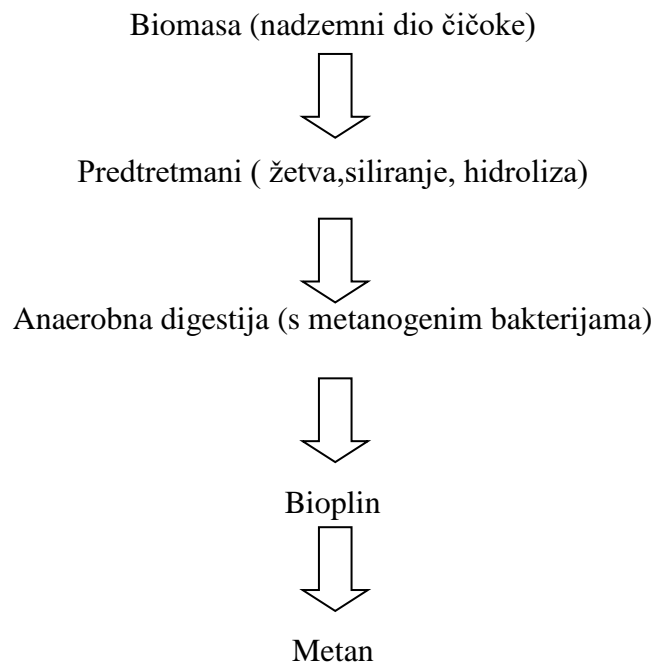 Biomasa (nadzemni dio čičoke)
Predtretmani ( žetva,siliranje, hidroliza)
Anaerobna digestija (s metanogenim bakterijama)
Bioplin
Metan